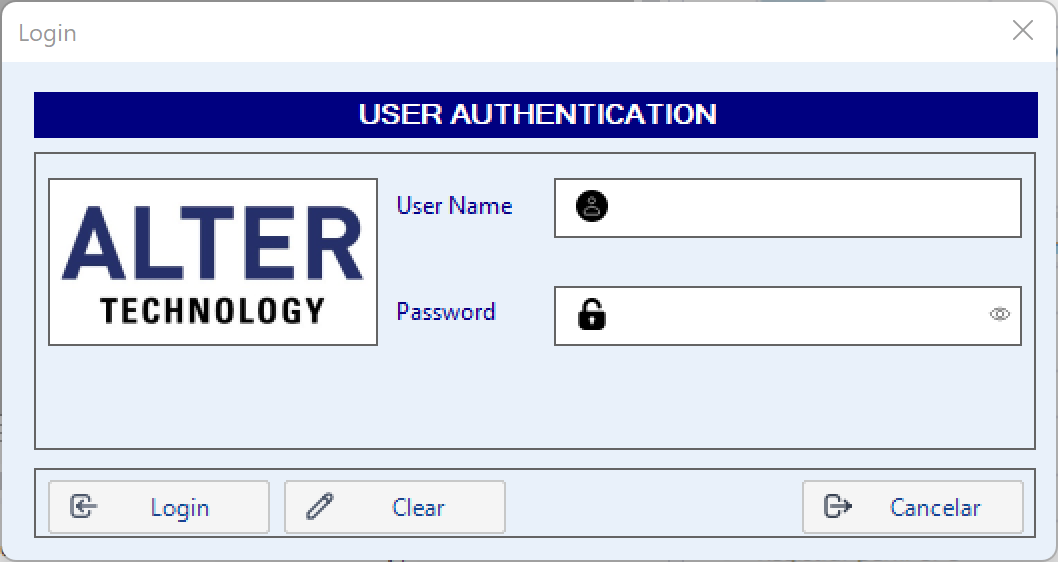 Login
USER AUTHENTICATION
ALTER
TECHNOLOGY
User Name
Password
Login
Clear
Cancelar